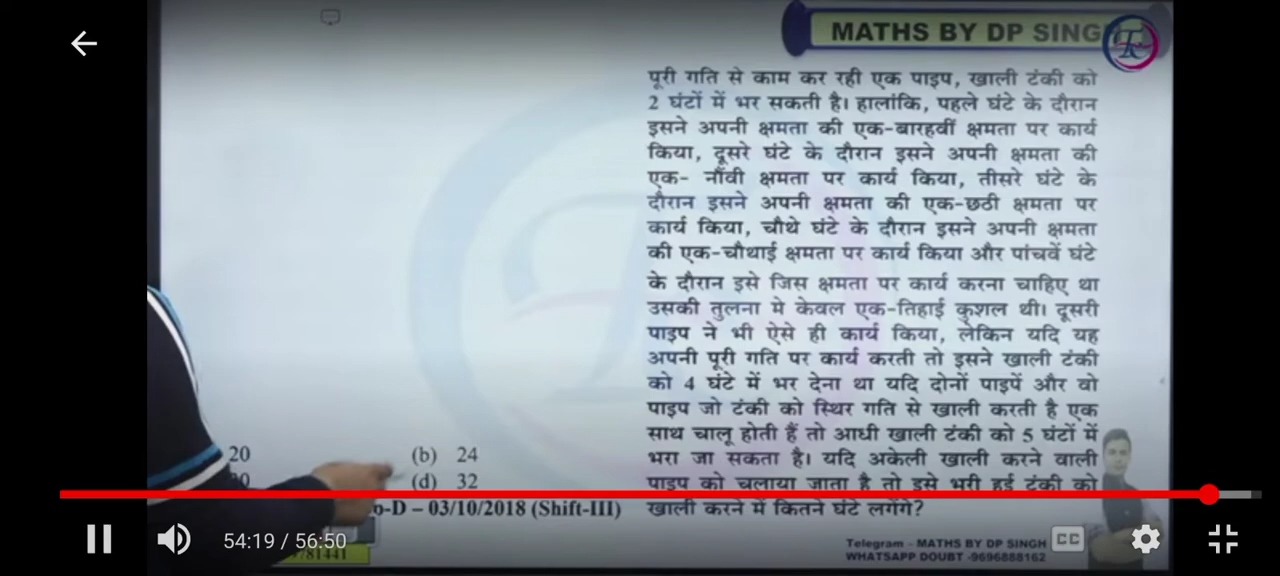 MATHS BY DP SING
पूरी गति से काम कर रही एक पाइप, खाली टंकी को
2 घंटों में भर सकती है। हालांकि, पहले घंटे के दौरान
इसने अपनी क्षमता की एक-बारहवीं क्षमता पर कार्य
किया, दूसरे घंटे के दौरान इसने अपनी क्षमता की
एक- नौंवी क्षमता पर कार्य किया, तीसरे घंटे के
दौरान इसने अपनी क्षमता की एक-छठी क्षमता पर
कार्य किया, चौथे घंटे के दौरान इसने अपनी क्षमता
की एक-चौथाई क्षमता पर कार्य किया और पांचवें घंटे
के दौरान इसे जिस क्षमता पर कार्य करना चाहिए था
उसकी तुलना मे केवल एक-तिहाई कुशल थी। दूसरी
पाइप ने भी ऐसे ही कार्य किया, लेकिन यदि यह
अपनी पूरी गति पर कार्य करती तो इसने खाली टंकी
को 4 घंटे में भर देना था यदि दोनों पाइपें और वो
पाइप जो टंकी को स्थिर गति से खाली करती है एक
साथ चालू होती हैं तो आधी खाली टंकी को 5 घंटों में
भरा जा सकता है। यदि अकेली खाली करने वाली
पाइप को चलाया जाता है तो इसे भरी हुई टंकी को
खाली करने में कितने घंटे लगेंगे?
20 (b) 24
(d) 32
-D – 03/10/2018 (Shift-III)
781441
54:19 / 56:50
CC
Telegram - MATHS BY DP SINGH
WHATSAPP DOUBT -9696888162